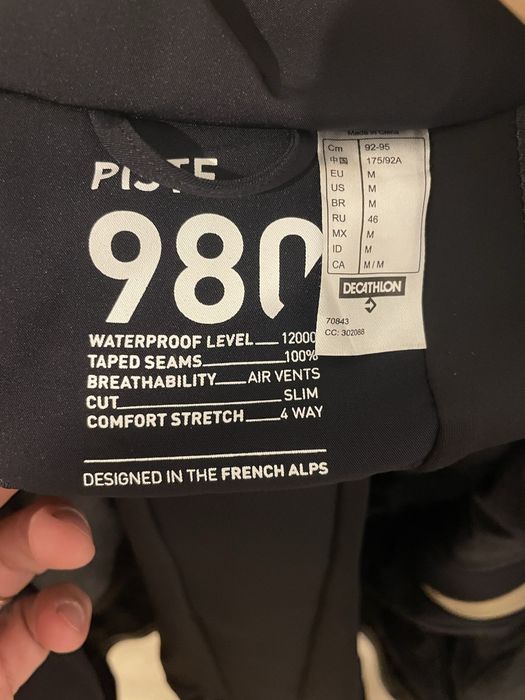 PISTE
980
WATERPROOF LEVEL 12000
TAPED SEAMS 100%
BREATHABILITY AIR VENTS
CUT SLIM
COMFORT STRETCH 4 WAY
DESIGNED IN THE FRENCH ALPS
Made in China
Cm 92-95
中国 175/92A
EU M
US M
BR M
RU 46
MX M
ID M
CA M/M
DECATHLON
70843
CC: 302088